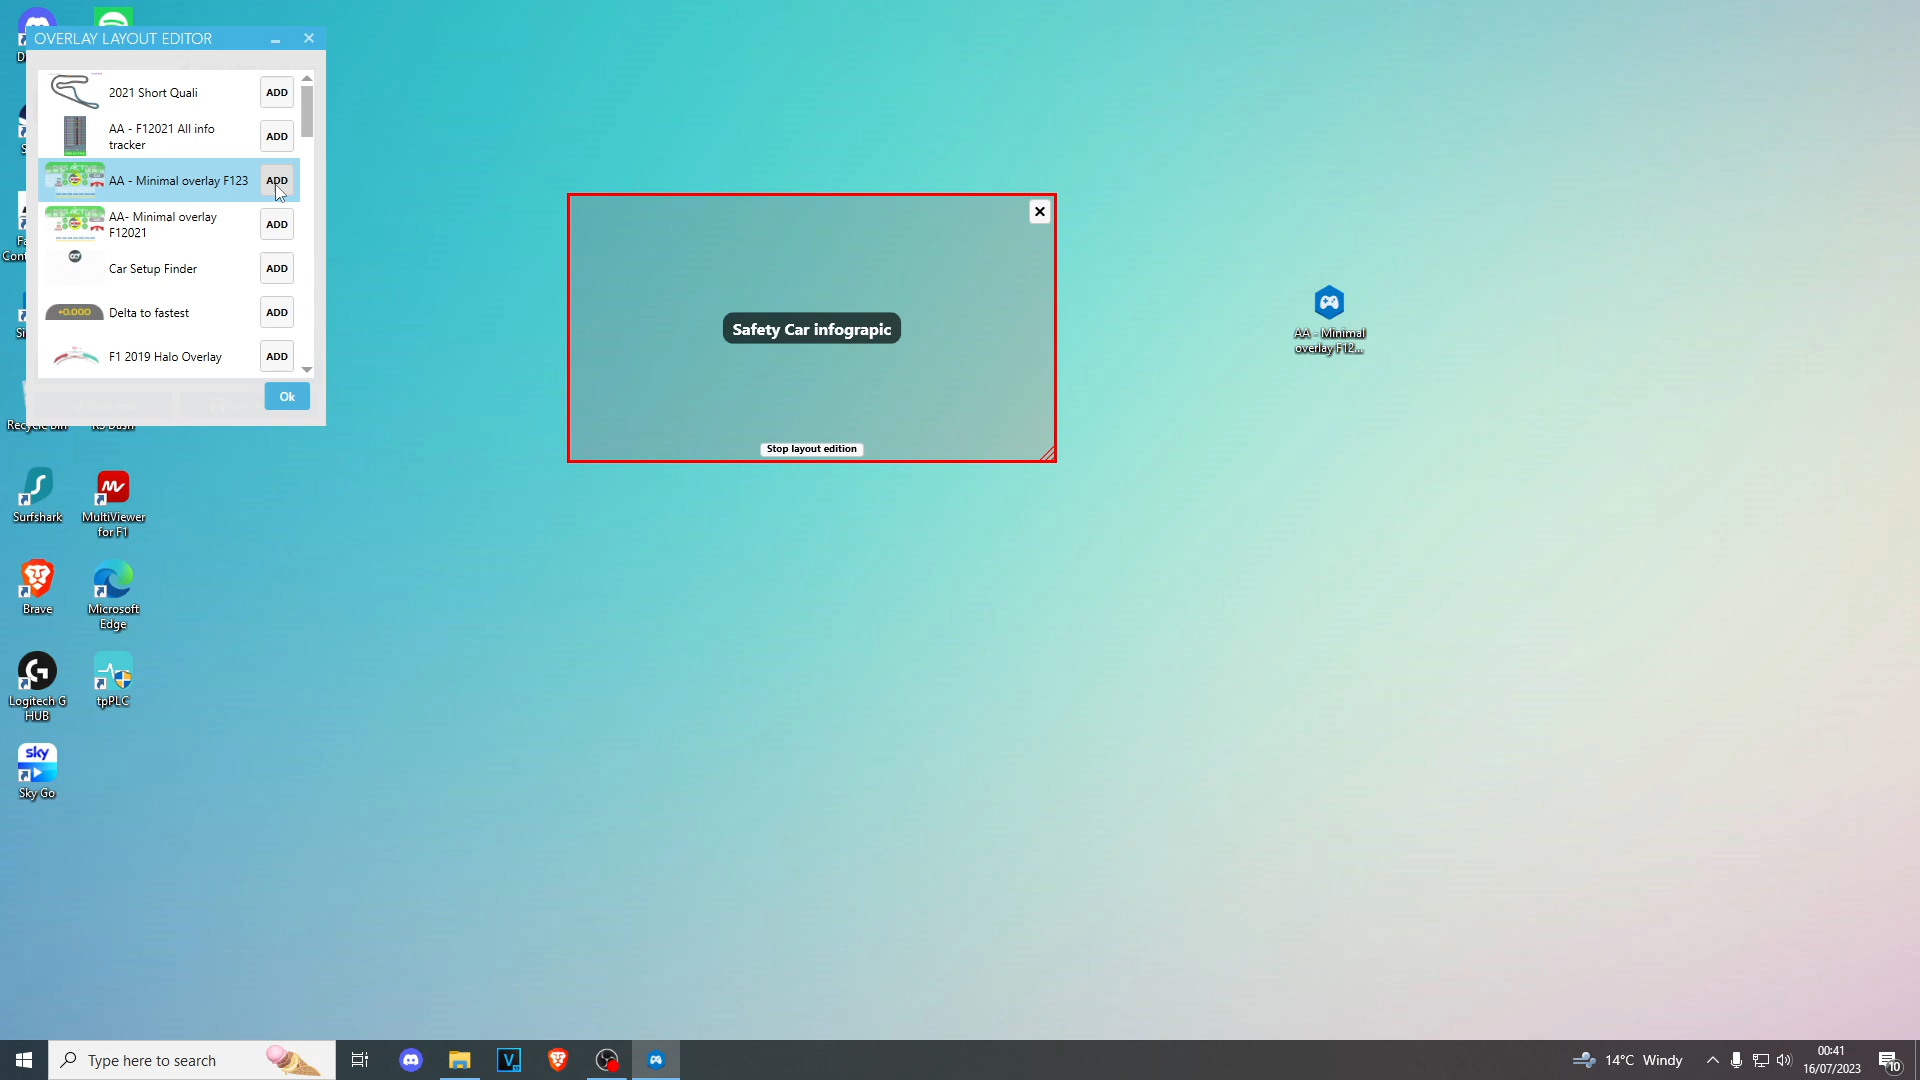 OVERLAY LAYOUT EDITOR
2021 Short Quali
ADD
AA - F12021 All info
tracker
ADD
AA - Minimal overlay F123
ADD
AA- Minimal overlay
F12021
ADD
Car Setup Finder
ADD
+0.000
Delta to fastest
ADD
F1 2019 Halo Overlay
ADD
Ok
Safety Car infograpic
Stop layout edition
AA - Minimal
overlay F12...
Recycle Bin
Surfshark
MultiViewer
for F1
Brave
Microsoft
Edge
Logitech G
HUB
tpPLC
sky
Sky Go
Type here to search
14°C Windy
00:41
16/07/2023
10